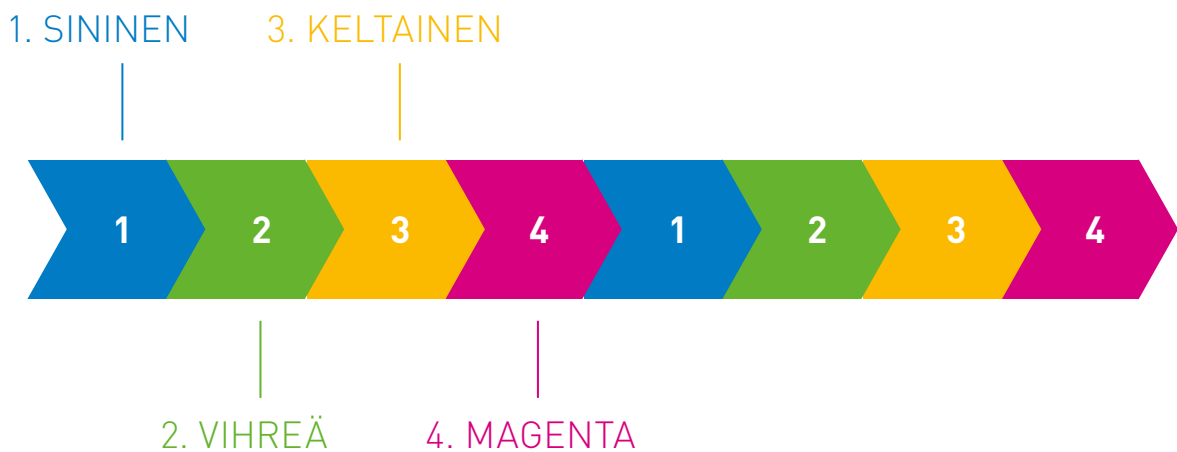 1. SININEN
3. KELTAINEN
1 2 3 4 1 2 3 4
2. VIHREÄ
4. MAGENTA